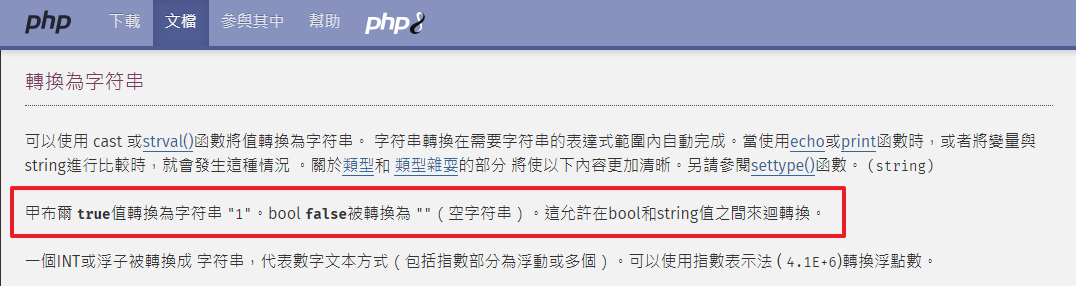 php 下載 文檔 參與其中 幫助 php8
轉換為字符串
可以使用 cast 或strval()函數將值轉換為字符串。 字符串轉換在需要字符串的表達式範圍內自動完成。當使用echo或print函數時，或者將變量與
string進行比較時，就會發生這種情況 。關於類型和 類型雜耍的部分 將使以下內容更加清晰。另請參閱settype()函數。 (string)
甲布爾 true值轉換為字符串 "1"。bool false被轉換為 "" ( 空字符串 ) 。這允許在bool和string值之間來迴轉換。
一個INT或浮子被轉換成 字符串，代表數字文本方式 ( 包括指數部分為浮動或多個 ) 。可以使用指數表示法 ( 4.1E+6)轉換浮點數。